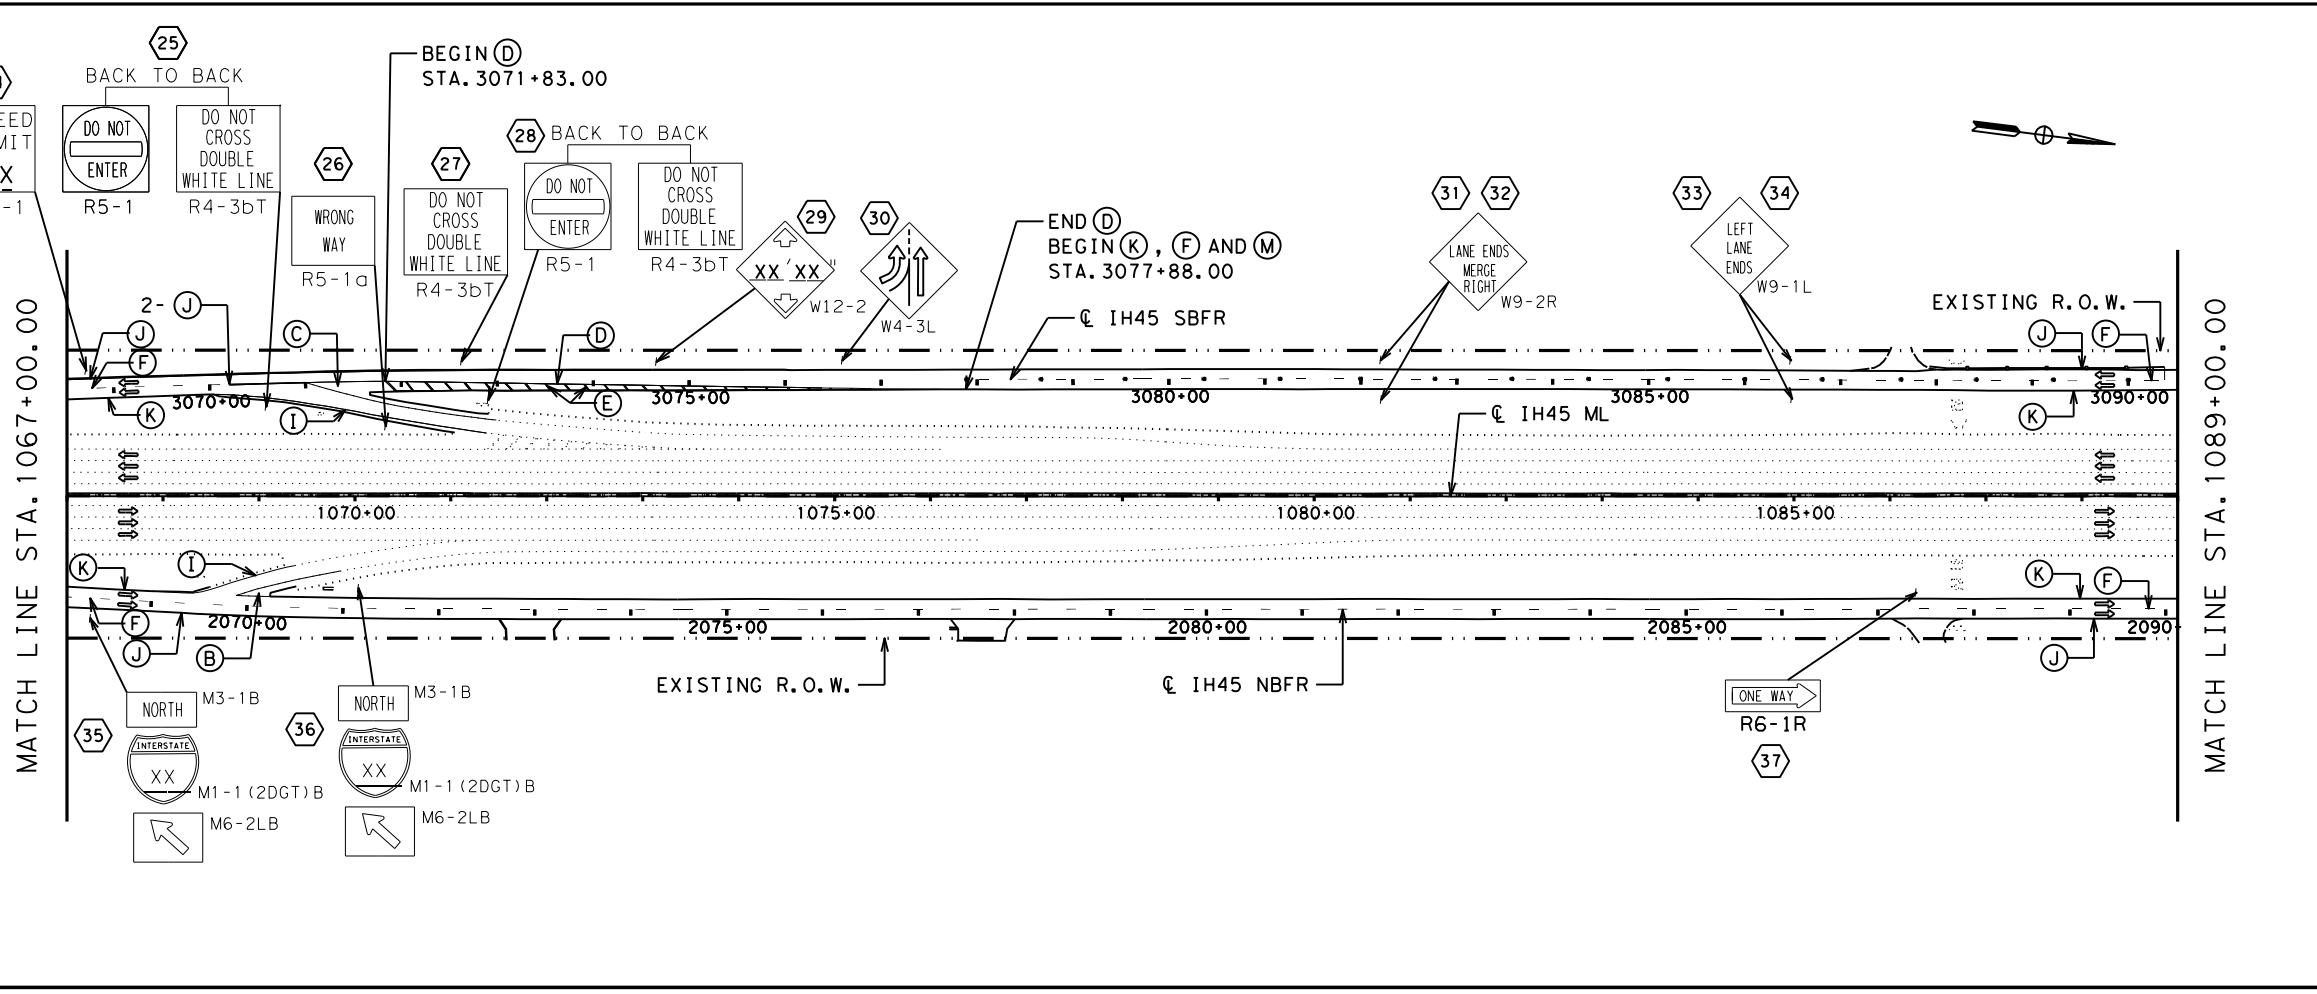 25
BACK TO BACK
DO NOT
ENTER
R5-1
DO NOT
CROSS
DOUBLE
WHITE LINE
R4-3bT
EED
MIT
X
-1
BEGIN D
STA. 3071+83.00
26
WRONG
WAY
R5-1a
27
DO NOT
CROSS
DOUBLE
WHITE LINE
R4-3bT
28
BACK TO BACK
DO NOT
ENTER
R5-1
DO NOT
CROSS
DOUBLE
WHITE LINE
R4-3bT
29
XX'XX"
W12-2
30
W4-3L
END D
BEGIN K, F AND M
STA. 3077+88.00
31 32
LANE ENDS
MERGE
RIGHT
W9-2R
33 34
LEFT
LANE
ENDS
W9-1L
EXISTING R.O.W.
2- J
J
F
C
D
℄ IH45 SBFR
J
F
K
I
E
K
3070+00
3075+00
3080+00
3085+00
3090+00
℄ IH45 ML
MATCH LINE STA. 1067+00.00
MATCH LINE STA. 1089+00.00
1070+00
1075+00
1080+00
1085+00
K
I
K
F
F
J
B
J
2070+00
2075+00
2080+00
2085+00
2090
EXISTING R.O.W.
℄ IH45 NBFR
35
NORTH
M3-1B
INTERSTATE
XX
M1-1(2DGT)B
M6-2LB
36
NORTH
M3-1B
INTERSTATE
XX
M1-1(2DGT)B
M6-2LB
ONE WAY
R6-1R
37